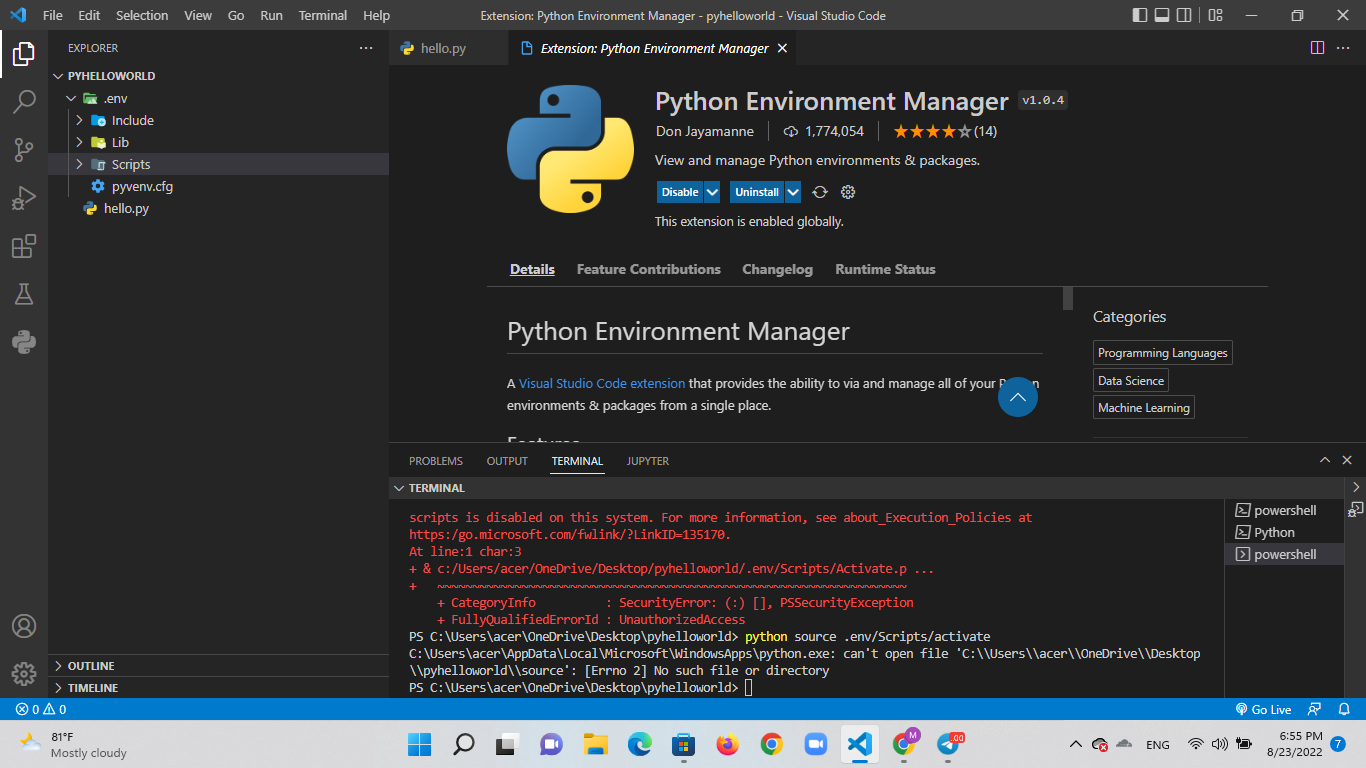 File Edit Selection View Go Run Terminal Help
Extension: Python Environment Manager - pyhelloworld - Visual Studio Code
EXPLORER
PYHELLOWORLD
.env
Include
Lib
Scripts
pyvenv.cfg
hello.py
OUTLINE
TIMELINE
hello.py
Extension: Python Environment Manager
Python Environment Manager v1.0.4
Don Jayamanne 1,774,054 (14)
View and manage Python environments & packages.
Disable Uninstall
This extension is enabled globally.
Details Feature Contributions Changelog Runtime Status
Python Environment Manager
A Visual Studio Code extension that provides the ability to via and manage all of your
environments & packages from a single place.
Features
Categories
Programming Languages
Data Science
Machine Learning
PROBLEMS OUTPUT TERMINAL JUPYTER
TERMINAL
scripts is disabled on this system. For more information, see about_Execution_Policies at
https:/go.microsoft.com/fwlink/?LinkID=135170.
At line:1 char:3
+ & c:/Users/acer/OneDrive/Desktop/pyhelloworld/.env/Scripts/Activate.p ...
+   ~~~~~~~~~~~~~~~~~~~~~~~~~~~~~~~~~~~~~~~~~~~~~~~~~~~~~~~~~~~~~~~~~~~
+ CategoryInfo          : SecurityError: (:) [], PSSecurityException
+ FullyQualifiedErrorId : UnauthorizedAccess
PS C:\Users\acer\OneDrive\Desktop\pyhelloworld> python source .env/Scripts/activate
C:\Users\acer\AppData\Local\Microsoft\WindowsApps\python.exe: can't open file 'C:\\Users\\acer\\OneDrive\\Desktop
\\pyhelloworld\\source': [Errno 2] No such file or directory
PS C:\Users\acer\OneDrive\Desktop\pyhelloworld>
powershell
Python
powershell
0 0
Go Live
81°F
Mostly cloudy
M
00
ENG
6:55 PM
8/23/2022
7